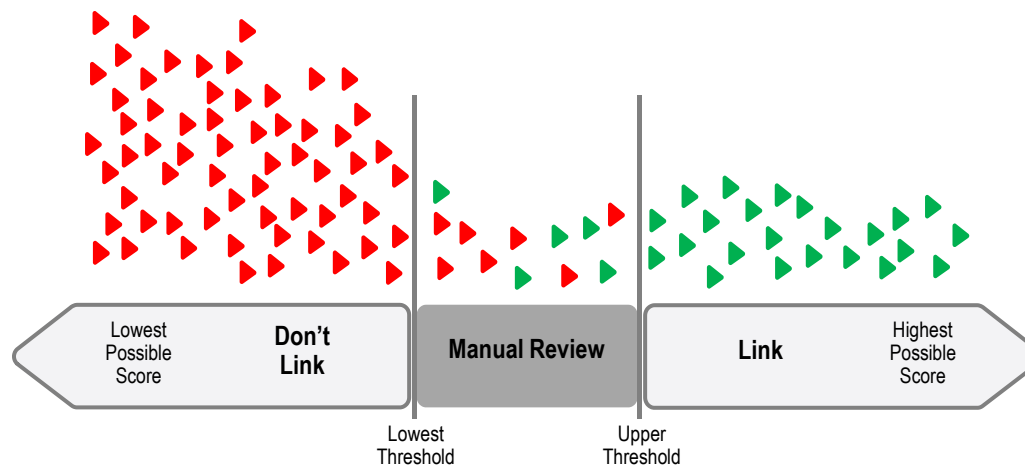 Lowest
Possible
Score
Don't
Link
Manual Review
Link
Highest
Possible
Score
Lowest
Threshold
Upper
Threshold